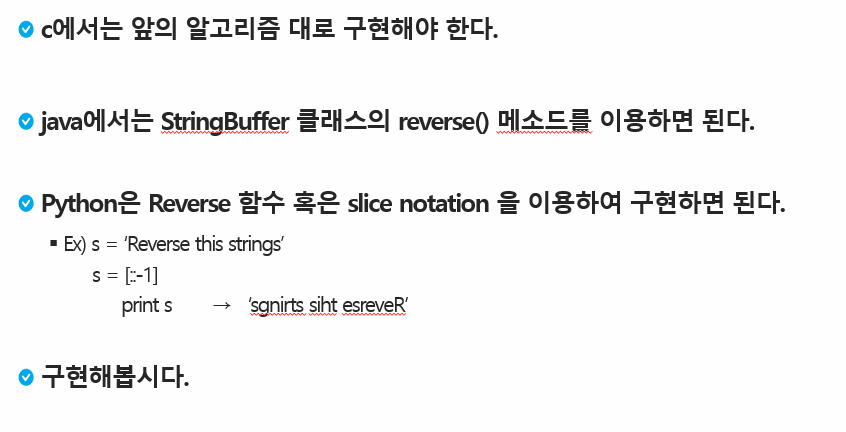 c에서는 앞의 알고리즘 대로 구현해야 한다.
java에서는 StringBuffer 클래스의 reverse() 메소드를 이용하면 된다.
Python은 Reverse 함수 혹은 slice notation 을 이용하여 구현하면 된다.
▪ Ex) s = ‘Reverse this strings’
s = [::-1]
print s → ‘sgnirts siht esreveR’
구현해봅시다.